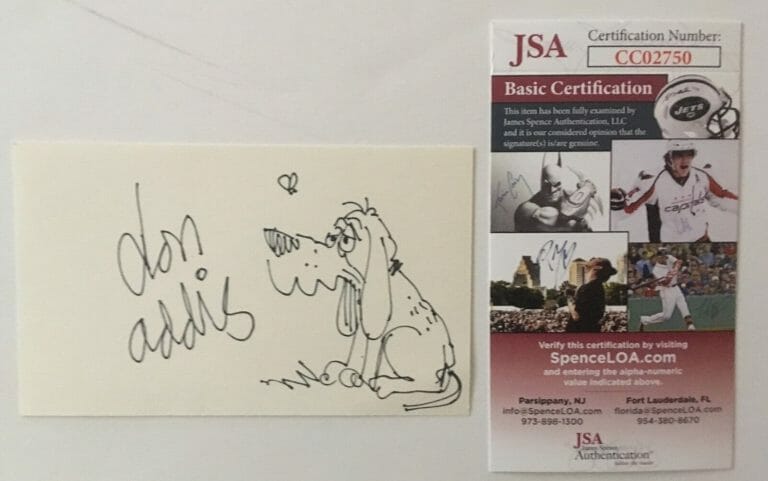 don
addis
JSA
Certification Number:
CC02750
Basic Certification
This item has been fully examined by
James Spence Authentication, LLC
and it is our considered opinion that the
signature(s) is/are genuine.
JETS
capitals
Verify this certification by visiting
SpenceLOA.com
and entering the alpha-numeric
value indicated above.
Parsippany, NJ
info@SpenceLOA.com
973-898-1300
Fort Lauderdale, FL
florida@SpenceLOA.com
954-380-8670
JSA
James Spence
Authentication